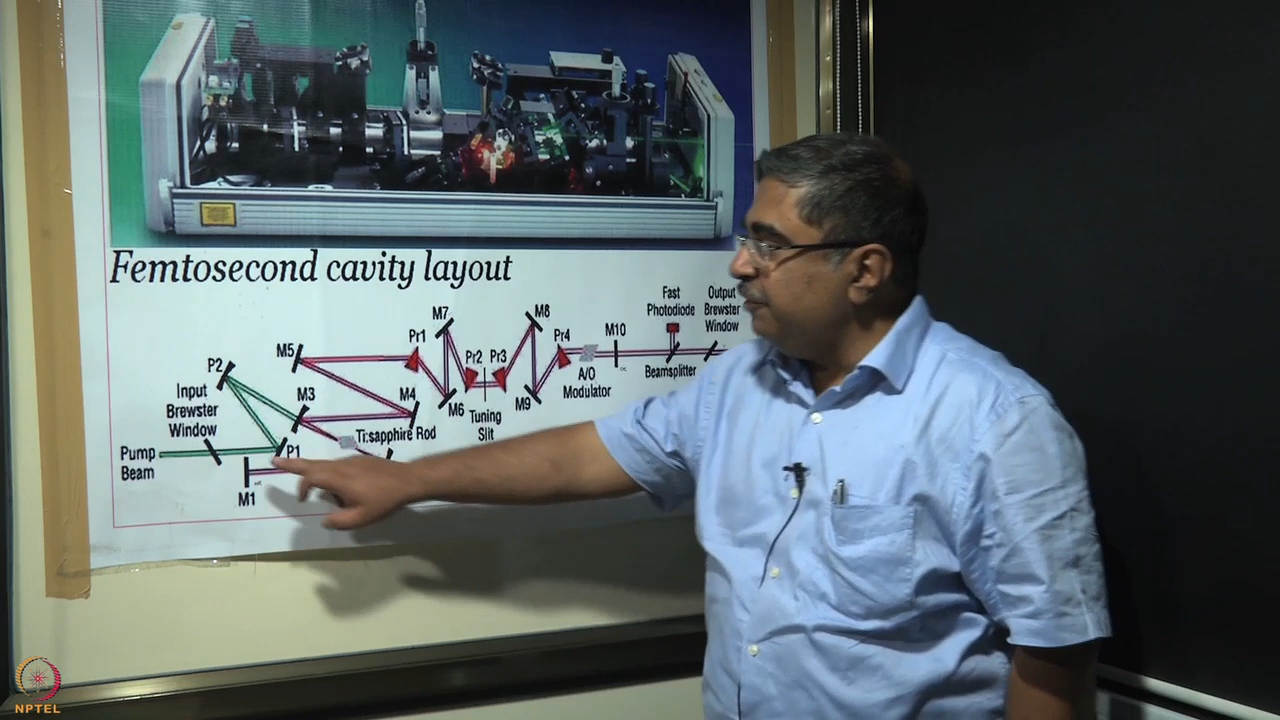 Femtosecond cavity layout
Fast
Photodiode
Output
Brewster
Window
M7
M8
M10
Pr1
Pr4
M5
P2
Pr2 Pr3
A/O
Modulator
Beamsplitter
Input
Brewster
Window
M3
M4
M6
M9
Tuning
Slit
Ti:sapphire Rod
Pump
Beam
P1
M1
NPTEL